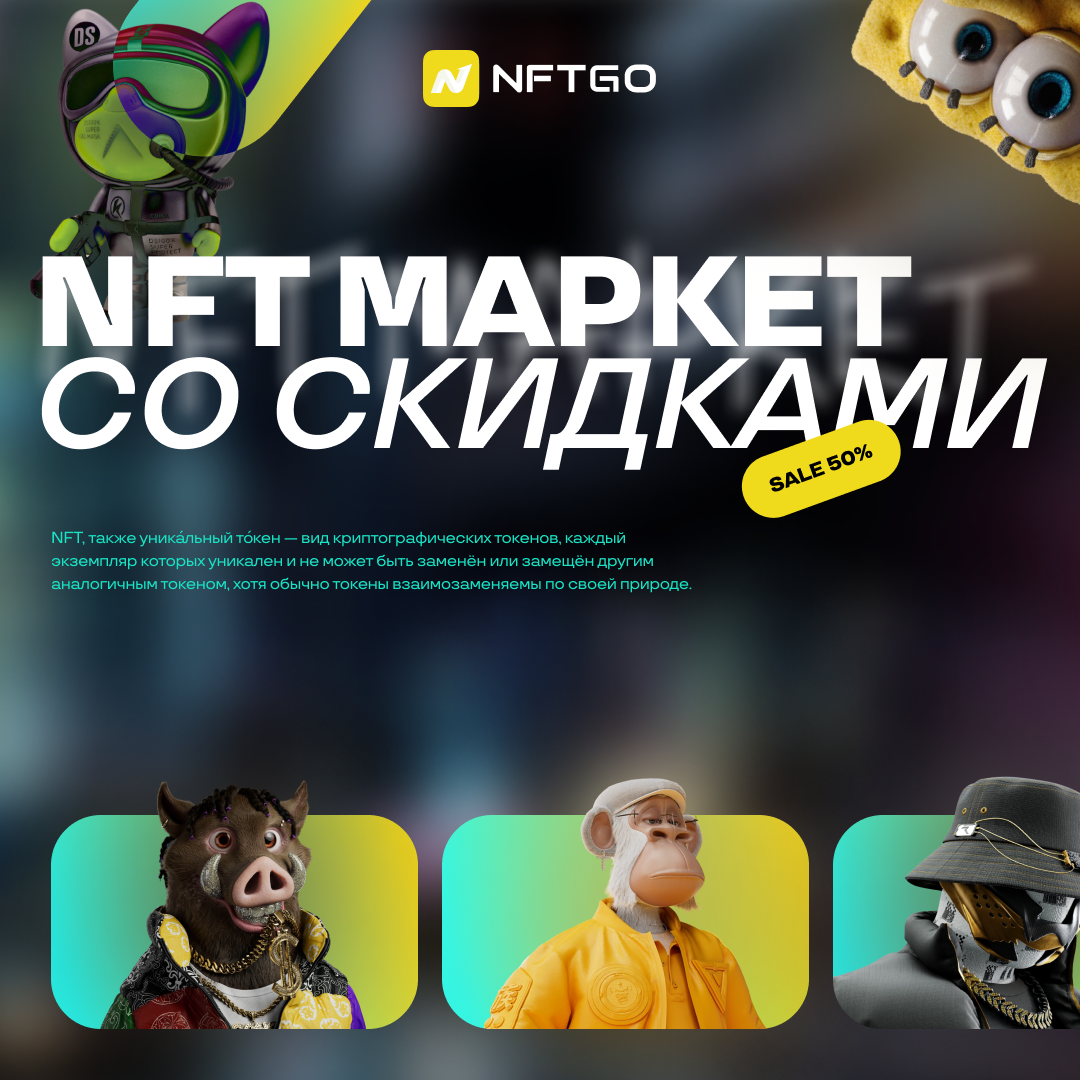 DS
NFTGO
NFT МАРКЕТ
СО СКИДКАМИ
SALE 50%
NFT, также уника́льный то́кен — вид криптографических токенов, каждый
экземпляр которых уникален и не может быть заменён или замещён другим
аналогичным токеном, хотя обычно токены взаимозаменяемы по своей природе.